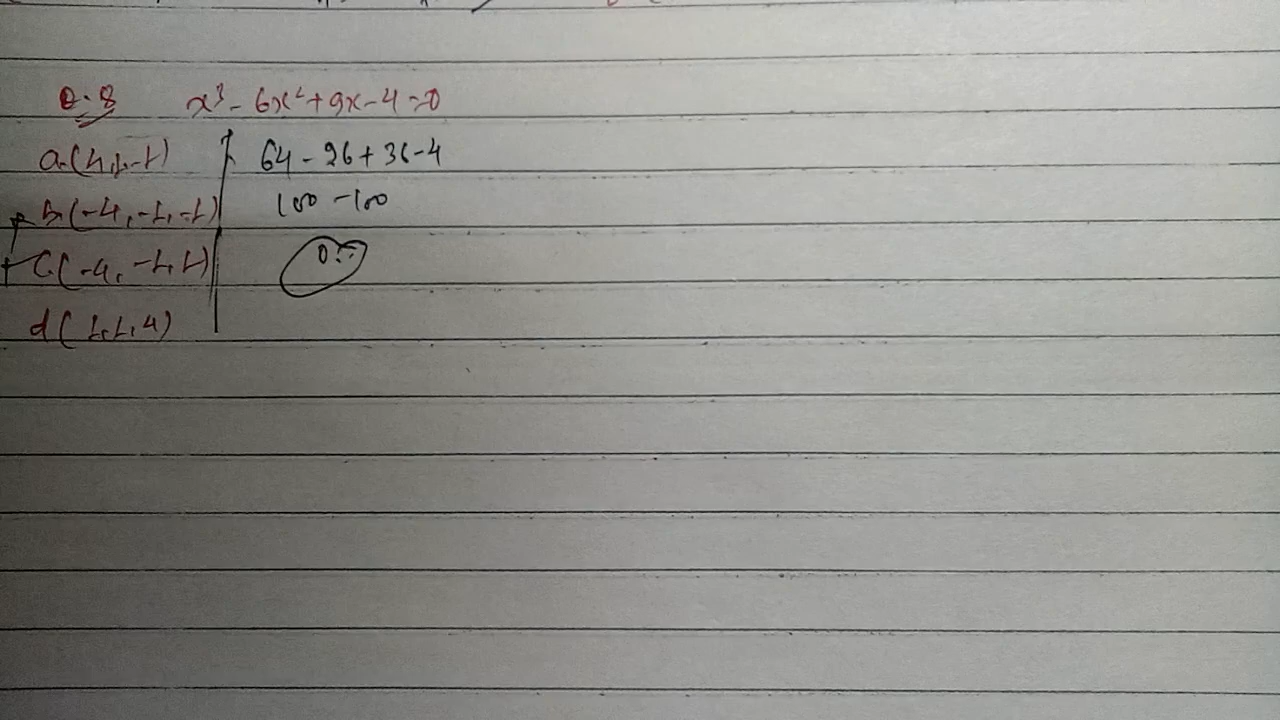 Q.8 x³ - 6x² + 9x - 4 = 0
a.(4,1,-1) 64 - 96 + 36 - 4
b.(-4,-1,-1) 100 - 100
c.(-4,-1,1) 0
d(1,1,4)